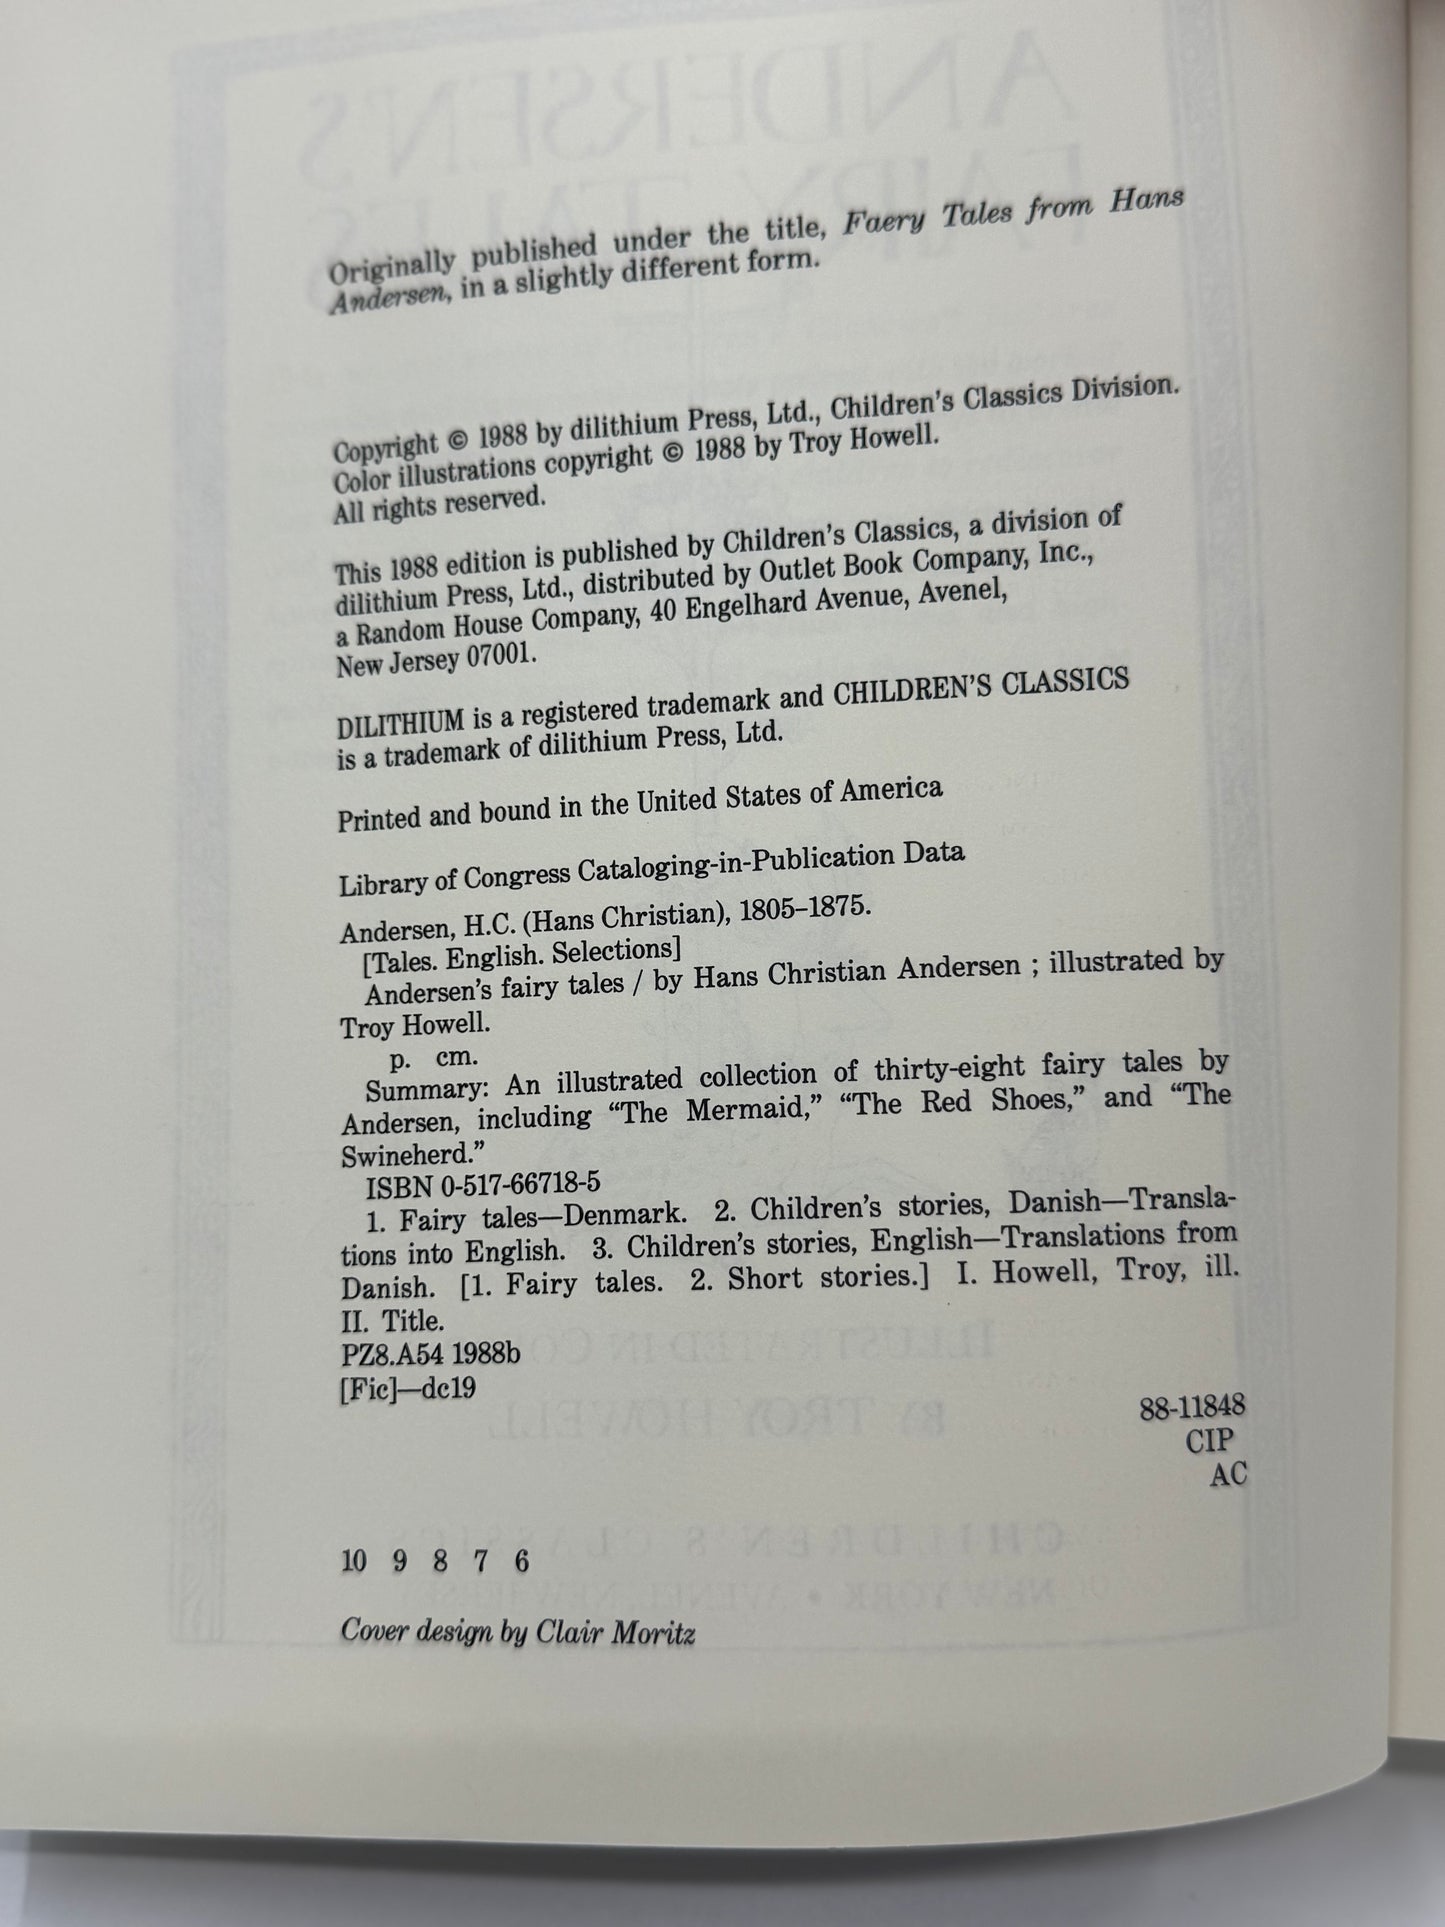 Originally published under the title, Faery Tales from Hans
Andersen, in a slightly different form.
Copyright © 1988 by dilithium Press, Ltd., Children's Classics Division.
Color illustrations copyright © 1988 by Troy Howell.
All rights reserved.
This 1988 edition is published by Children's Classics, a division of
dilithium Press, Ltd., distributed by Outlet Book Company, Inc.,
a Random House Company, 40 Engelhard Avenue, Avenel,
New Jersey 07001.
DILITHIUM is a registered trademark and CHILDREN'S CLASSICS
is a trademark of dilithium Press, Ltd.
Printed and bound in the United States of America
Library of Congress Cataloging-in-Publication Data
Andersen, H.C. (Hans Christian), 1805–1875.
[Tales. English. Selections]
Andersen's fairy tales / by Hans Christian Andersen ; illustrated by
Troy Howell.
p. cm.
Summary: An illustrated collection of thirty-eight fairy tales by
Andersen, including “The Mermaid,” “The Red Shoes,” and “The
Swineherd.”
ISBN 0-517-66718-5
1. Fairy tales—Denmark. 2. Children's stories, Danish—Transla-
tions into English. 3. Children's stories, English—Translations from
Danish. [1. Fairy tales. 2. Short stories.] I. Howell, Troy, ill.
II. Title.
PZ8.A54 1988b
[Fic]—dc19
88-11848
CIP
AC
10 9 8 7 6
Cover design by Clair Moritz